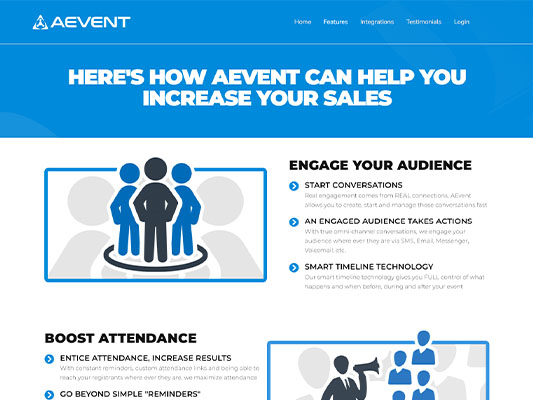 AEVENT
Home Features Integrations Testimonials Login
HERE'S HOW AEVENT CAN HELP YOU
INCREASE YOUR SALES
ENGAGE YOUR AUDIENCE
START CONVERSATIONS
Real engagement comes from REAL connections. AEvent
allows you to create, start and manage those conversations fast
AN ENGAGED AUDIENCE TAKES ACTIONS
With true omni-channel conversations, we engage your
audience where ever they are via SMS, Email, Messenger,
Voicemail, etc.
SMART TIMELINE TECHNOLOGY
Our smart timeline technology gives you FULL control of what
happens and when before, during and after your event
BOOST ATTENDANCE
ENTICE ATTENDANCE, INCREASE RESULTS
With constant reminders, custom attendance links and being able to
reach your registrants where ever they are, we maximize attendance
GO BEYOND SIMPLE "REMINDERS"